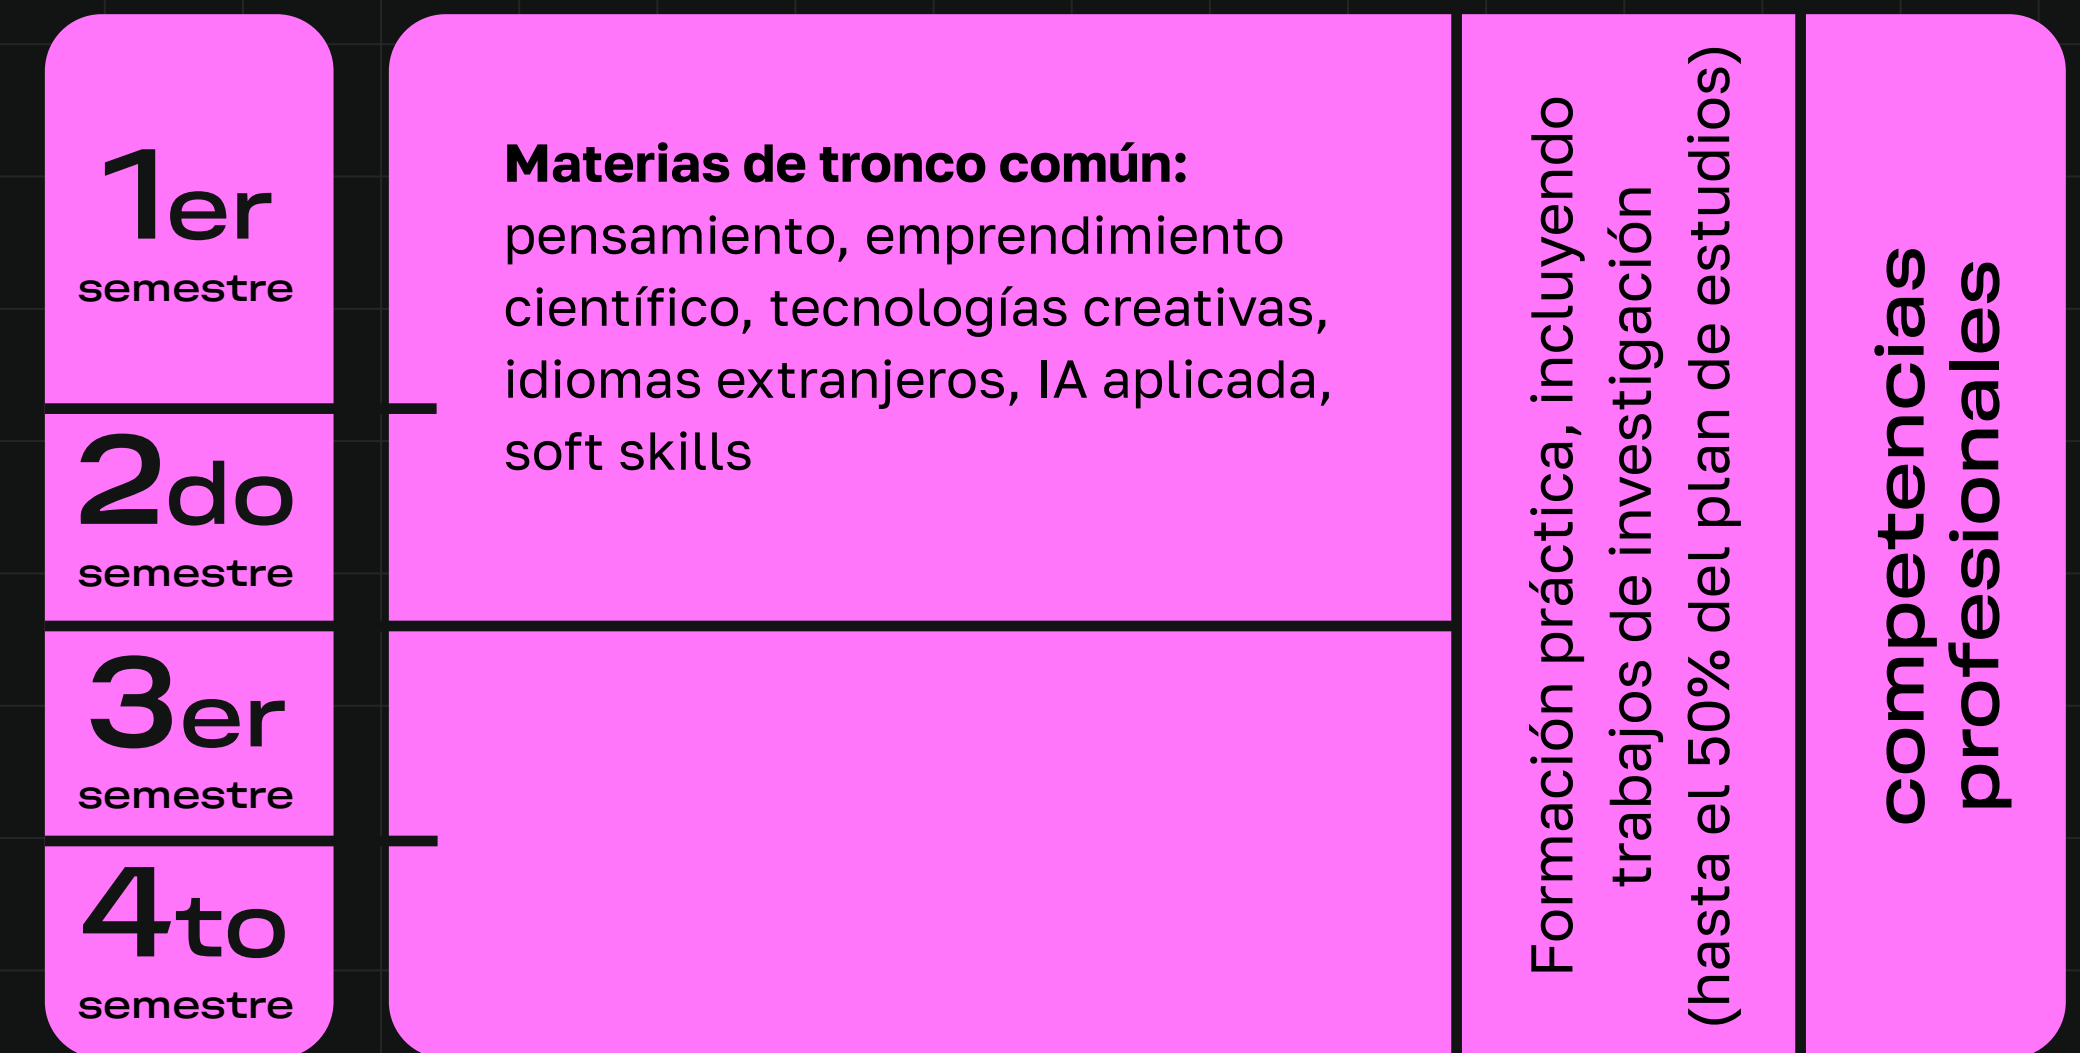 1er
semestre
2do
semestre
3er
semestre
4to
semestre
Materias de tronco común:
pensamiento, emprendimiento
científico, tecnologías creativas,
idiomas extranjeros, IA aplicada,
soft skills
Formación práctica, incluyendo
trabajos de investigación
(hasta el 50% del plan de estudios)
competencias
profesionales